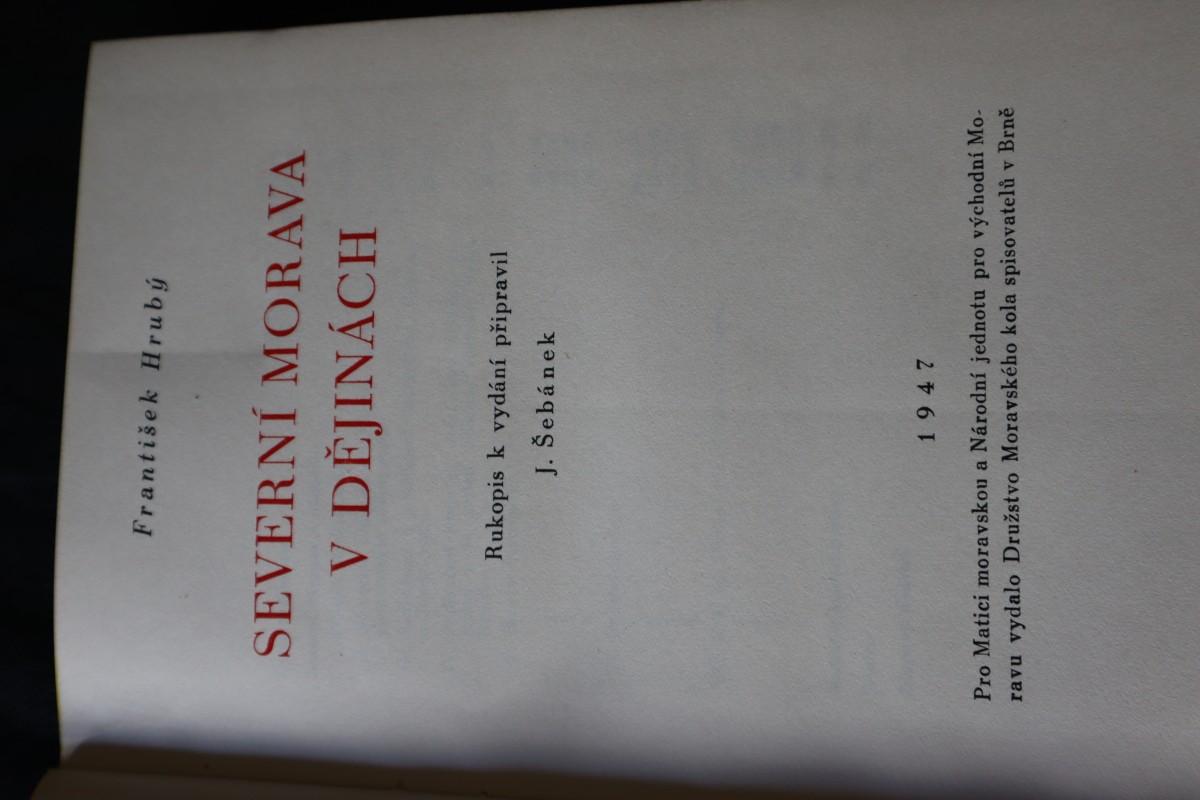 František Hrubý
SEVERNÍ MORAVA
V DĚJINÁCH
Rukopis k vydání připravil
J. Šebánek
1947
Pro Matici moravskou a Národní jednotu pro východní Mo-
ravu vydalo Družstvo Moravského kola spisovatelů v Brně